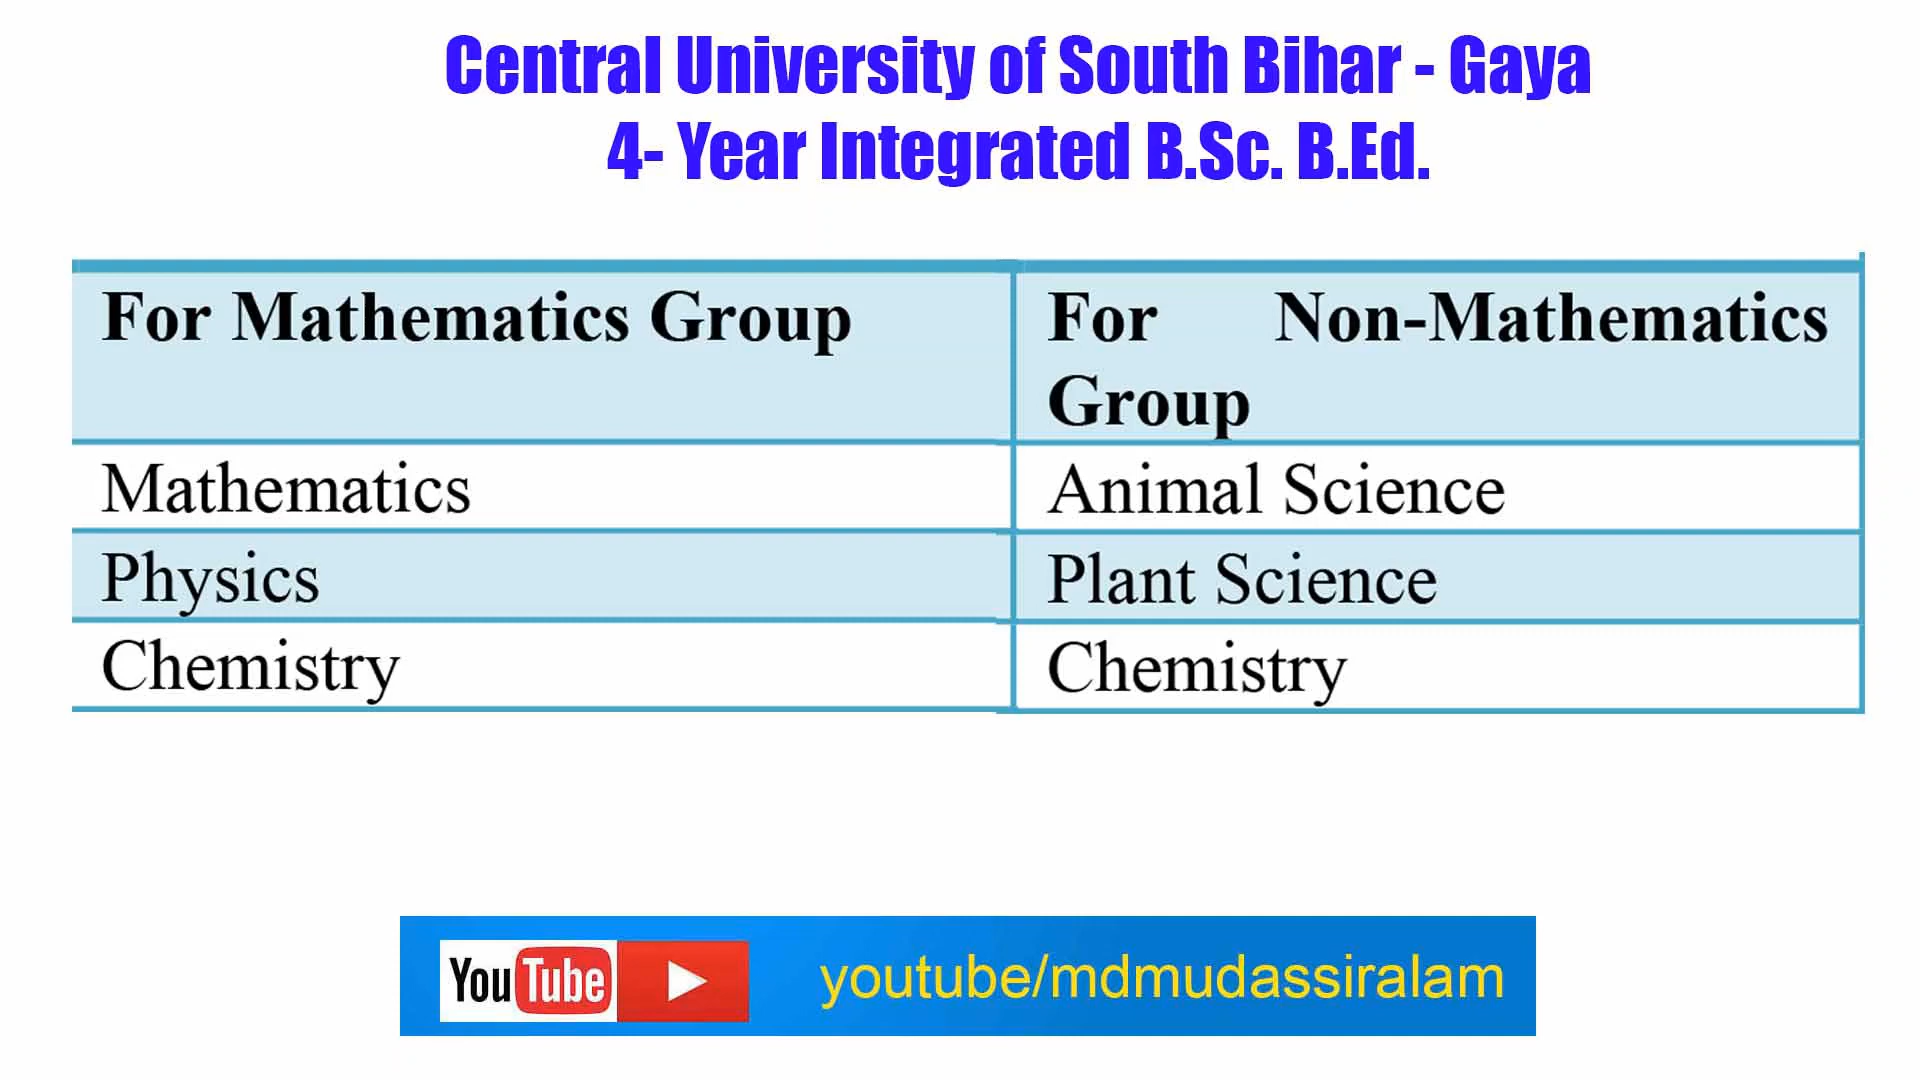 Central University of South Bihar - Gaya
4- Year Integrated B.Sc. B.Ed.
For Mathematics Group
For Non-Mathematics
Group
Mathematics
Animal Science
Physics
Plant Science
Chemistry
Chemistry
YouTube
youtube/mdmudassiralam